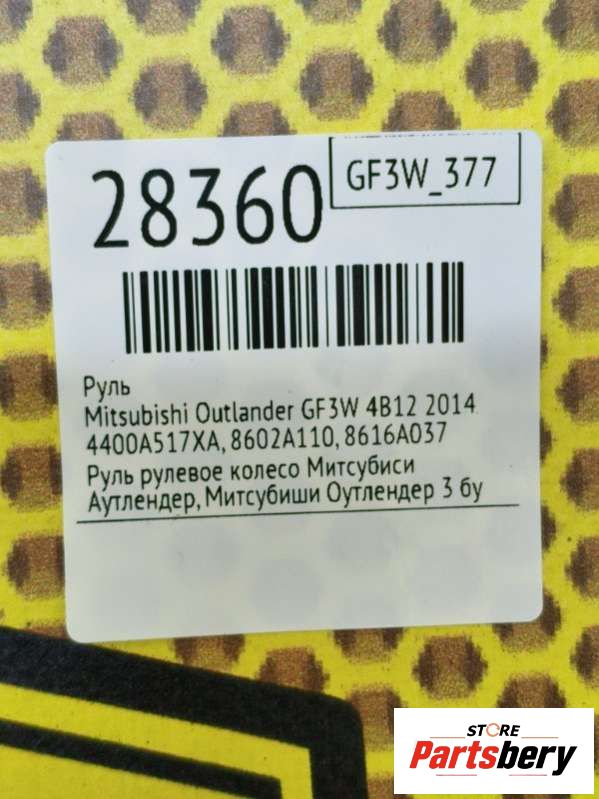 28360
GF3W_377
Руль
Mitsubishi Outlander GF3W 4B12 2014
4400A517XA, 8602A110, 8616A037
Руль рулевое колесо Митсубиси
Аутлендер, Митсубиши Оутлендер 3 бу
STORE
Partsbery